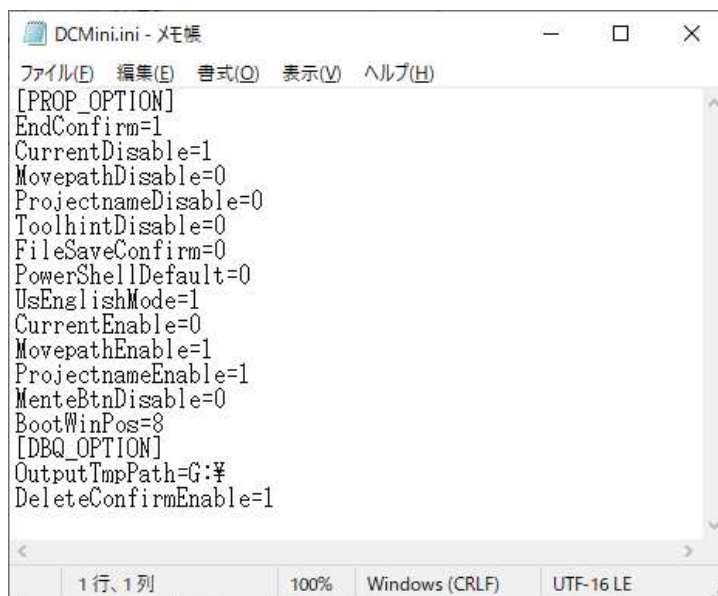 DCMini.ini - メモ帳
ファイル(F) 編集(E) 書式(O) 表示(V) ヘルプ(H)
[PROP_OPTION]
EndConfirm=1
CurrentDisable=1
MovepathDisable=0
ProjectnameDisable=0
ToolhintDisable=0
FileSaveConfirm=0
PowerShellDefault=0
UsEnglishMode=1
CurrentEnable=0
MovepathEnable=1
ProjectnameEnable=1
MenteBtnDisable=0
BootWinPos=8
[DBQ_OPTION]
OutputTmpPath=G:¥
DeleteConfirmEnable=1
1 行、1 列 100% Windows (CRLF) UTF-16 LE